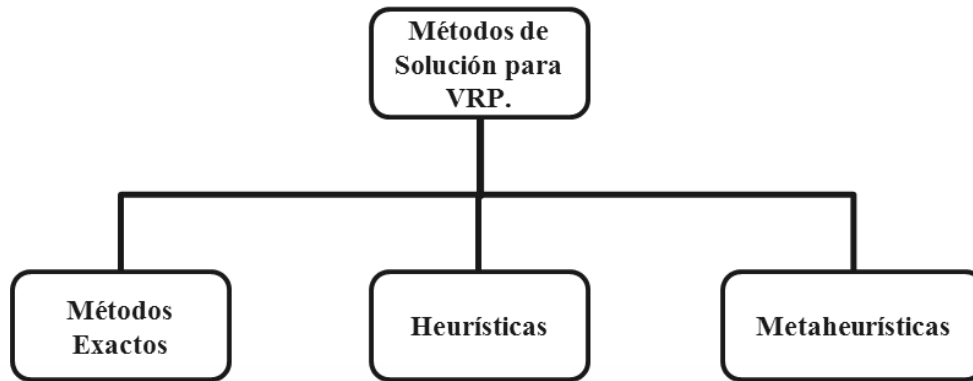 Métodos de
Solución para
VRP.
Métodos
Exactos
Heurísticas
Metaheurísticas